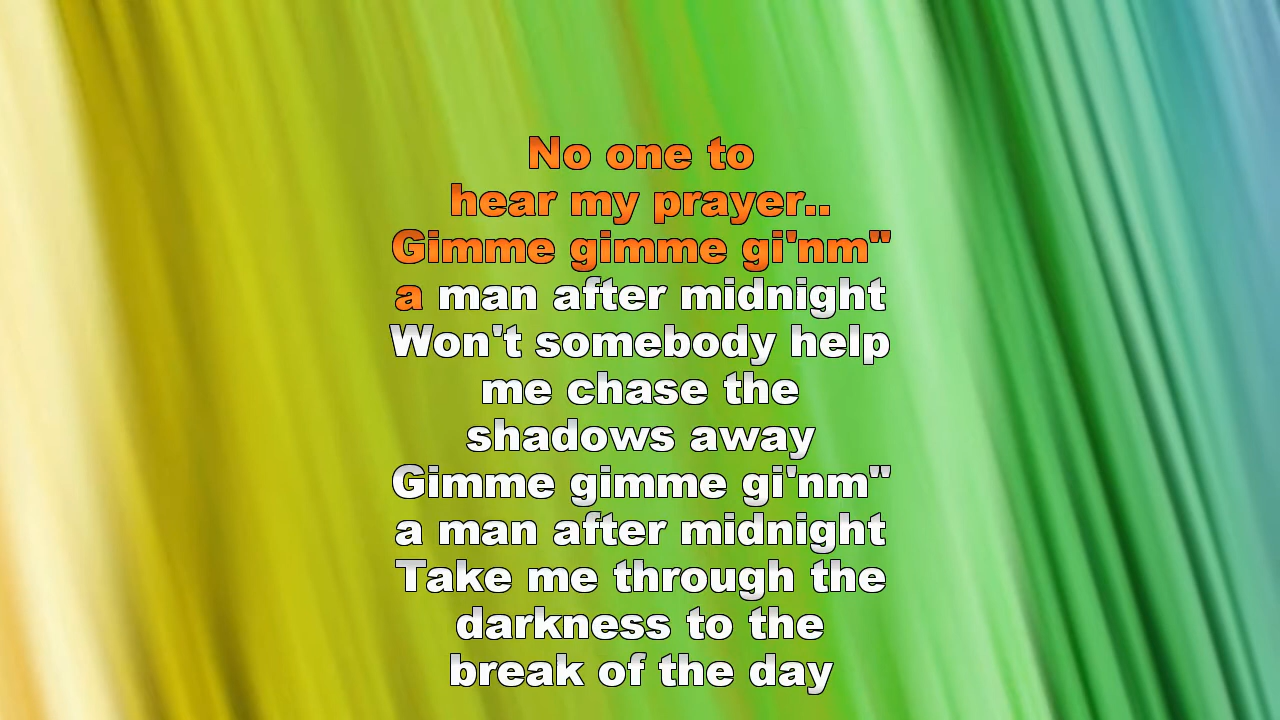 No one to
hear my prayer..
Gimme gimme gi'nm"
a man after midnight
Won't somebody help
me chase the
shadows away
Gimme gimme gi'nm"
a man after midnight
Take me through the
darkness to the
break of the day